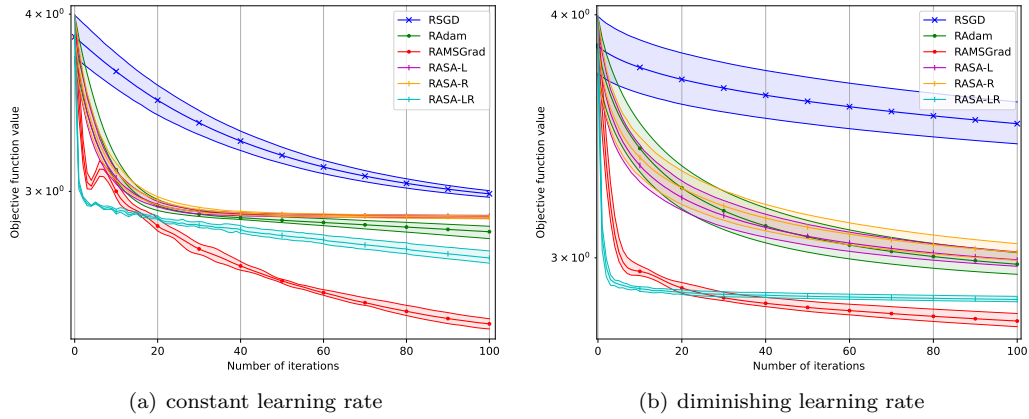 4 × 10⁰
3 × 10⁰
Objective function value
RSGD
RAdam
RAMSGrad
RASA-L
RASA-R
RASA-LR
0 20 40 60 80 100
Number of iterations
(a) constant learning rate
4 × 10⁰
3 × 10⁰
Objective function value
RSGD
RAdam
RAMSGrad
RASA-L
RASA-R
RASA-LR
0 20 40 60 80 100
Number of iterations
(b) diminishing learning rate